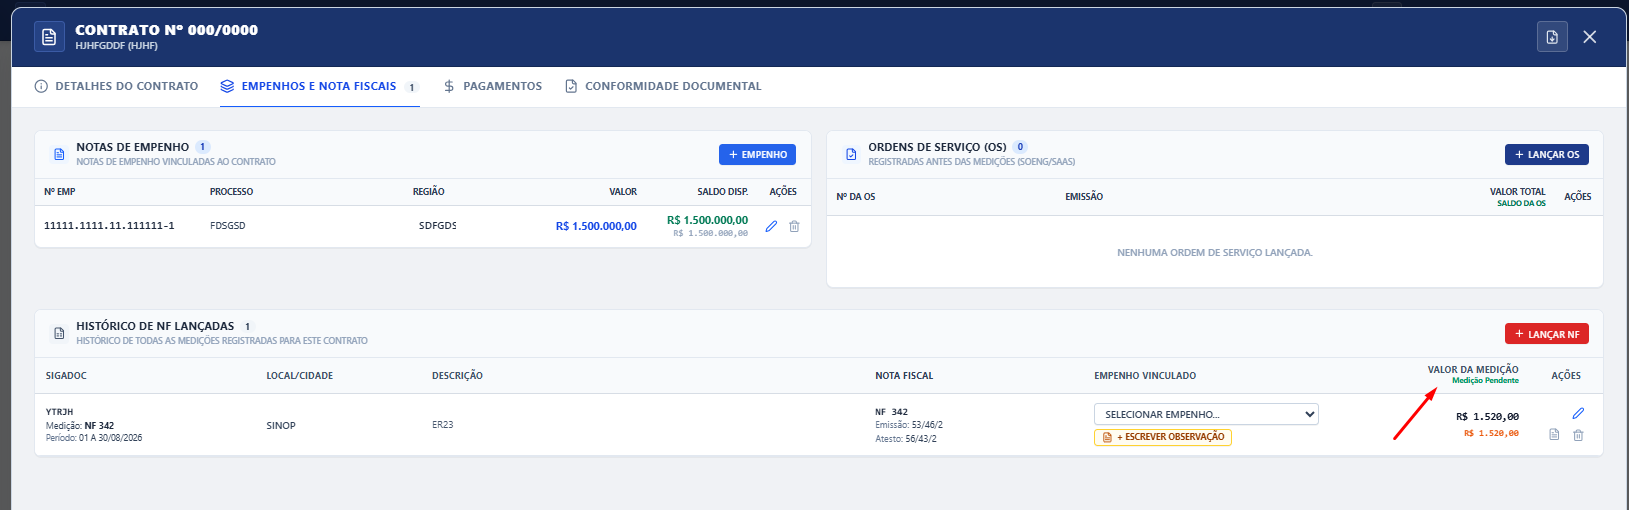 CONTRATO Nº 000/0000
HJHFGDDF (HJHF)
DETALHES DO CONTRATO
EMPENHOS E NOTA FISCAIS 1
PAGAMENTOS
CONFORMIDADE DOCUMENTAL
NOTAS DE EMPENHO 1
NOTAS DE EMPENHO VINCULADAS AO CONTRATO
+ EMPENHO
Nº EMP PROCESSO REGIÃO VALOR SALDO DISP. AÇÕES
11111.1111.11.111111-1 FDSGSD SDFGDS R$ 1.500.000,00 R$ 1.500.000,00
R$ 1.500.000,00
ORDENS DE SERVIÇO (OS) 0
REGISTRADAS ANTES DAS MEDIÇÕES (SOENG/SAAS)
+ LANÇAR OS
Nº DA OS EMISSÃO VALOR TOTAL AÇÕES
SALDO DA OS
NENHUMA ORDEM DE SERVIÇO LANÇADA.
HISTÓRICO DE NF LANÇADAS 1
HISTÓRICO DE TODAS AS MEDIÇÕES REGISTRADAS PARA ESTE CONTRATO
+ LANÇAR NF
SIGADOC LOCAL/CIDADE DESCRIÇÃO NOTA FISCAL EMPENHO VINCULADO VALOR DA MEDIÇÃO AÇÕES
Medição Pendente
YTRJH
Medição: NF 342
Período: 01 A 30/08/2026
SINOP
ER23
NF 342
Emissão: 53/46/2
Atesto: 56/43/2
SELECIONAR EMPENHO...
+ ESCREVER OBSERVAÇÃO
R$ 1.520,00
R$ 1.520,00